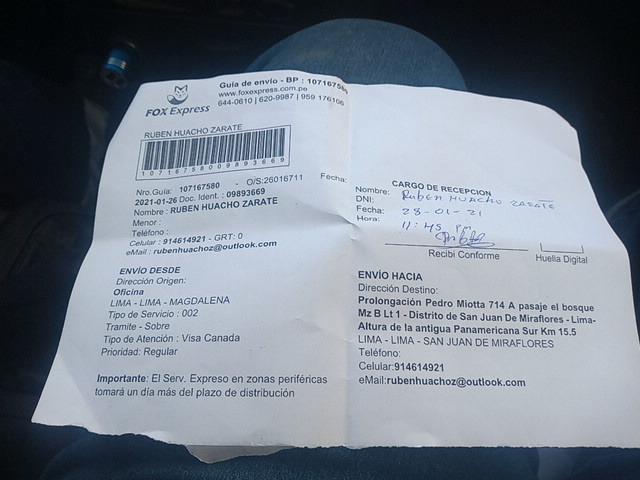 FOX Express
Guía de envío - BP : 107167580
www.foxexpress.com.pe
644-0610 | 620-9987 | 959 176106
RUBEN HUACHO ZARATE
10716758009893669
Nro.Guía: 107167580 - O/S:26016711 Fecha:
2021-01-26 Doc. Ident. : 09893669
Nombre : RUBEN HUACHO ZARATE
Menor :
Teléfono :
Celular : 914614921 - GRT: 0
eMail : rubenhuachoz@outlook.com
ENVÍO DESDE
Dirección Origen:
Oficina
LIMA - LIMA - MAGDALENA
Tipo de Servicio : 002
Tramite - Sobre
Tipo de Atención : Visa Canada
Prioridad: Regular
Importante: El Serv. Expreso en zonas periféricas
tomará un día más del plazo de distribución
CARGO DE RECEPCION
Nombre: RUBEN HUACHO ZARATE
DNI:
Fecha: 28-01-21
Hora: 11:45
Recibi Conforme
Huella Digital
ENVÍO HACIA
Dirección Destino:
Prolongación Pedro Miotta 714 A pasaje el bosque
Mz B Lt 1 - Distrito de San Juan De Miraflores - Lima-
Altura de la antigua Panamericana Sur Km 15.5
LIMA - LIMA - SAN JUAN DE MIRAFLORES
Teléfono:
Celular:914614921
eMail:rubenhuachoz@outlook.com